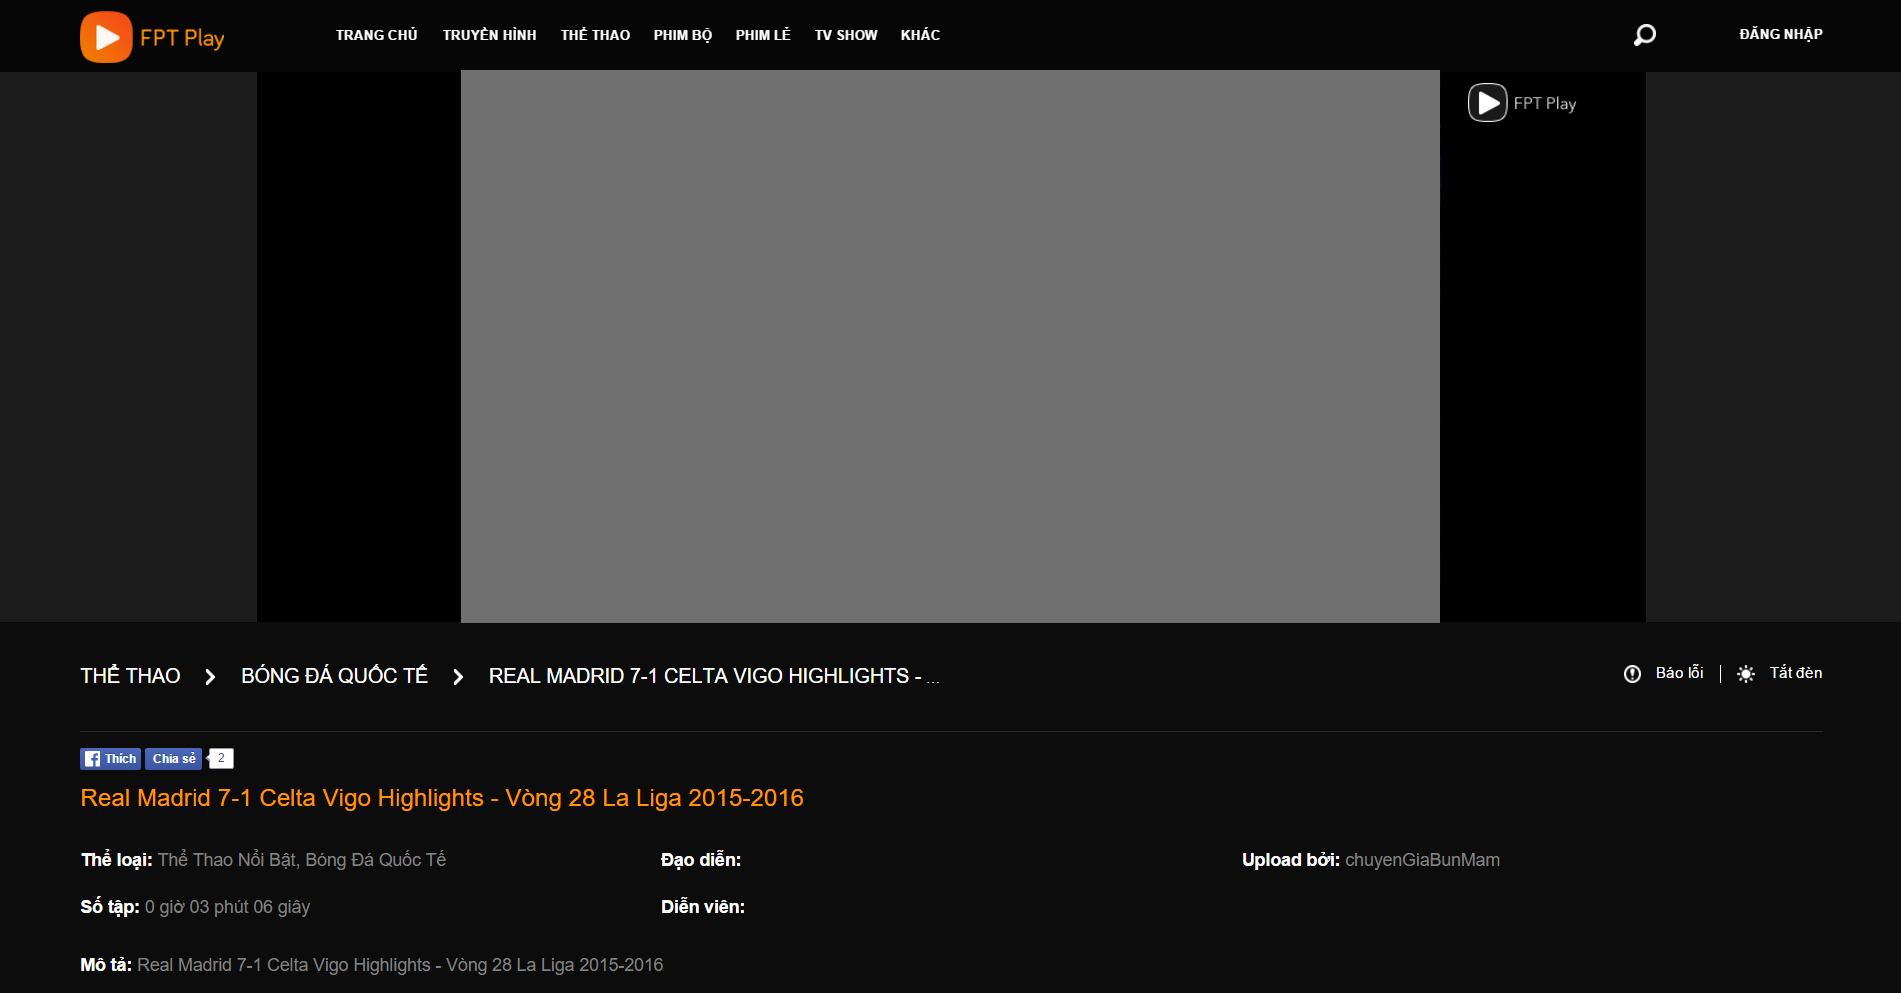 FPT Play
TRANG CHỦ TRUYỀN HÌNH THỂ THAO PHIM BỘ PHIM LẺ TV SHOW KHÁC
ĐĂNG NHẬP
FPT Play
THỂ THAO BÓNG ĐÁ QUỐC TẾ REAL MADRID 7-1 CELTA VIGO HIGHLIGHTS - ...
Báo lỗi | Tắt đèn
Thích Chia sẻ 2
Real Madrid 7-1 Celta Vigo Highlights - Vòng 28 La Liga 2015-2016
Thể loại: Thể Thao Nổi Bật, Bóng Đá Quốc Tế
Đạo diễn:
Upload bởi: chuyenGiaBunMam
Số tập: 0 giờ 03 phút 06 giây
Diễn viên:
Mô tả: Real Madrid 7-1 Celta Vigo Highlights - Vòng 28 La Liga 2015-2016